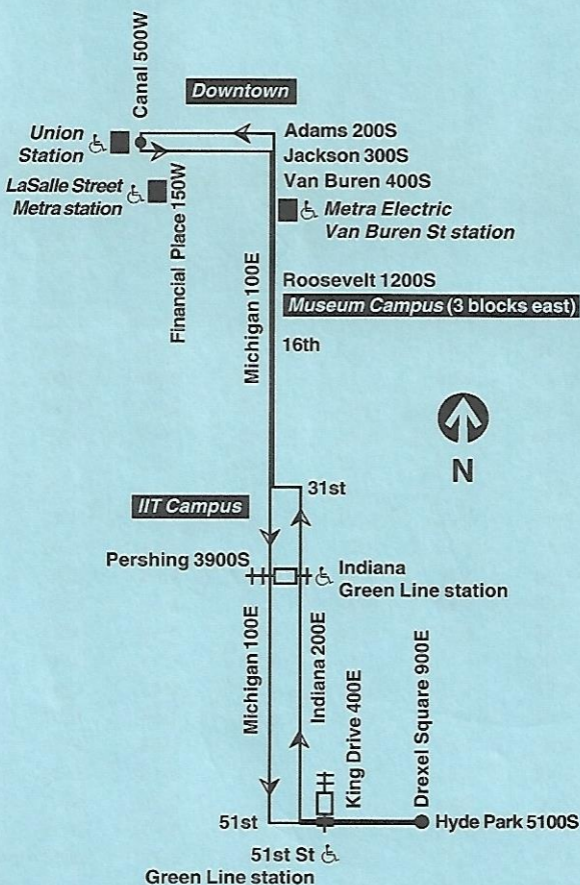 Canal 500W
Downtown
Union
Station
Adams 200S
Jackson 300S
LaSalle Street
Metra station
Financial Place 150W
Van Buren 400S
Metra Electric
Van Buren St station
Michigan 100E
Roosevelt 1200S
Museum Campus (3 blocks east)
16th
N
31st
IIT Campus
Pershing 3900S
Indiana
Green Line station
Michigan 100E
Indiana 200E
King Drive 400E
Drexel Square 900E
51st
Hyde Park 5100S
51st St
Green Line station